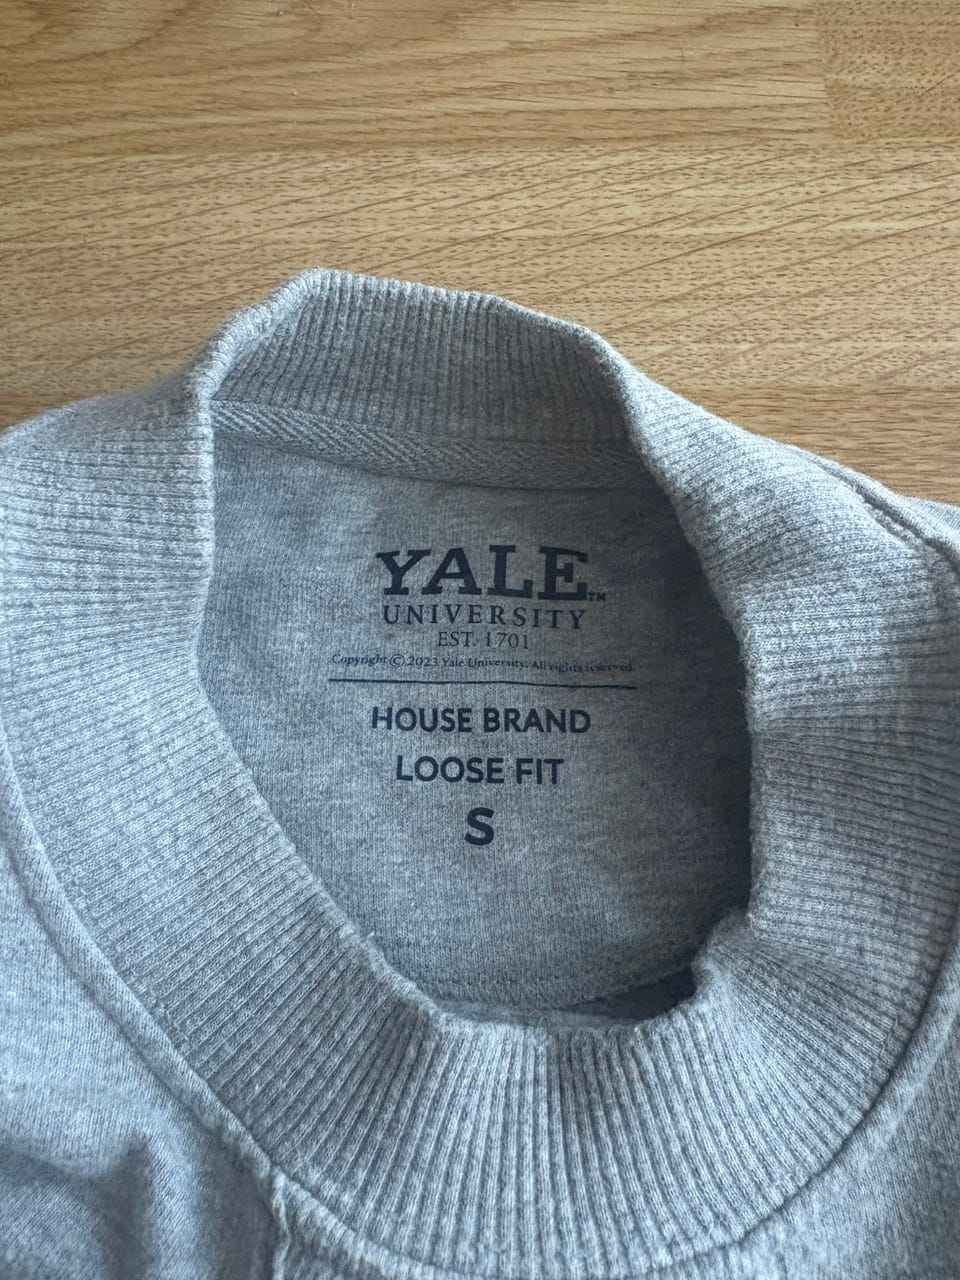 YALE™
UNIVERSITY
EST. 1701
Copyright ©2023 Yale University. All rights reserved.
HOUSE BRAND
LOOSE FIT
S